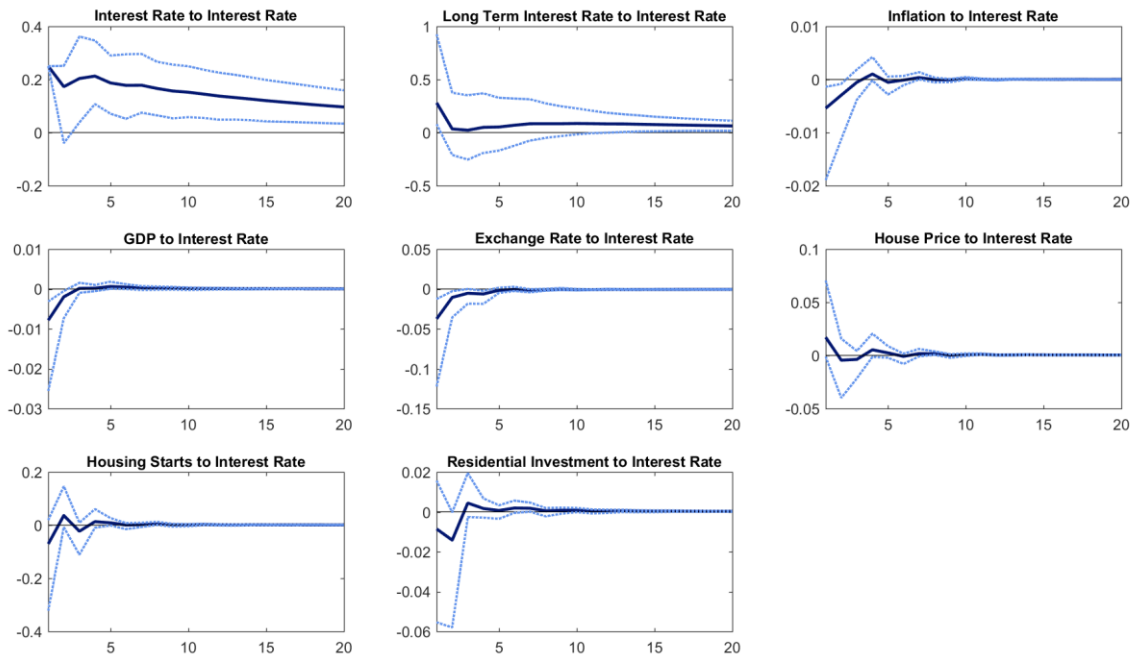 Interest Rate to Interest Rate
0.4
0.2
0
-0.2
5 10 15 20
Long Term Interest Rate to Interest Rate
1
0.5
0
-0.5
5 10 15 20
Inflation to Interest Rate
0.01
0
-0.01
-0.02
5 10 15 20
GDP to Interest Rate
0.01
0
-0.01
-0.02
-0.03
5 10 15 20
Exchange Rate to Interest Rate
0.05
0
-0.05
-0.1
-0.15
5 10 15 20
House Price to Interest Rate
0.1
0.05
0
-0.05
5 10 15 20
Housing Starts to Interest Rate
0.2
0
-0.2
-0.4
5 10 15 20
Residential Investment to Interest Rate
0.02
0
-0.02
-0.04
-0.06
5 10 15 20